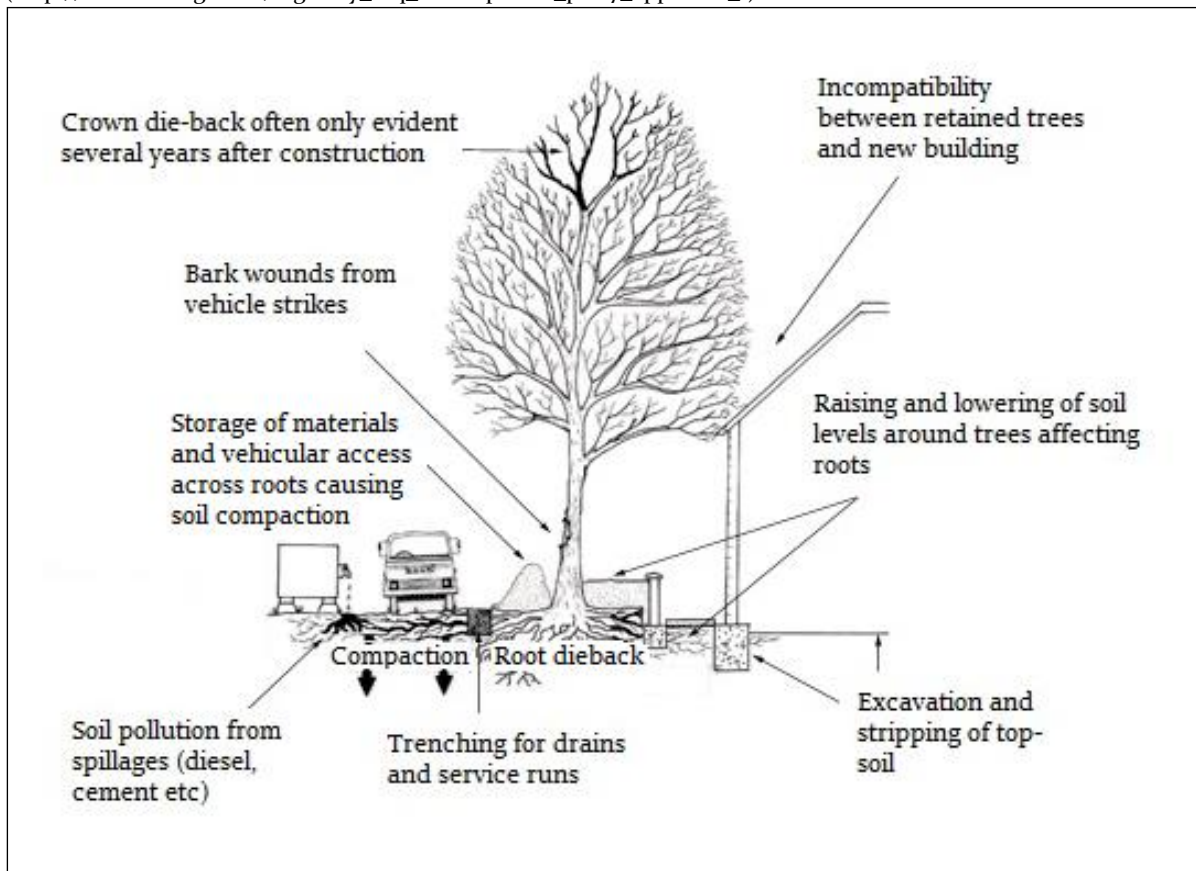 Crown die-back often only evident
several years after construction
Incompatibility
between retained trees
and new building
Bark wounds from
vehicle strikes
Storage of materials
and vehicular access
across roots causing
soil compaction
Raising and lowering of soil
levels around trees affecting
roots
Compaction
Root dieback
Soil pollution from
spillages (diesel,
cement etc)
Trenching for drains
and service runs
Excavation and
stripping of top-
soil